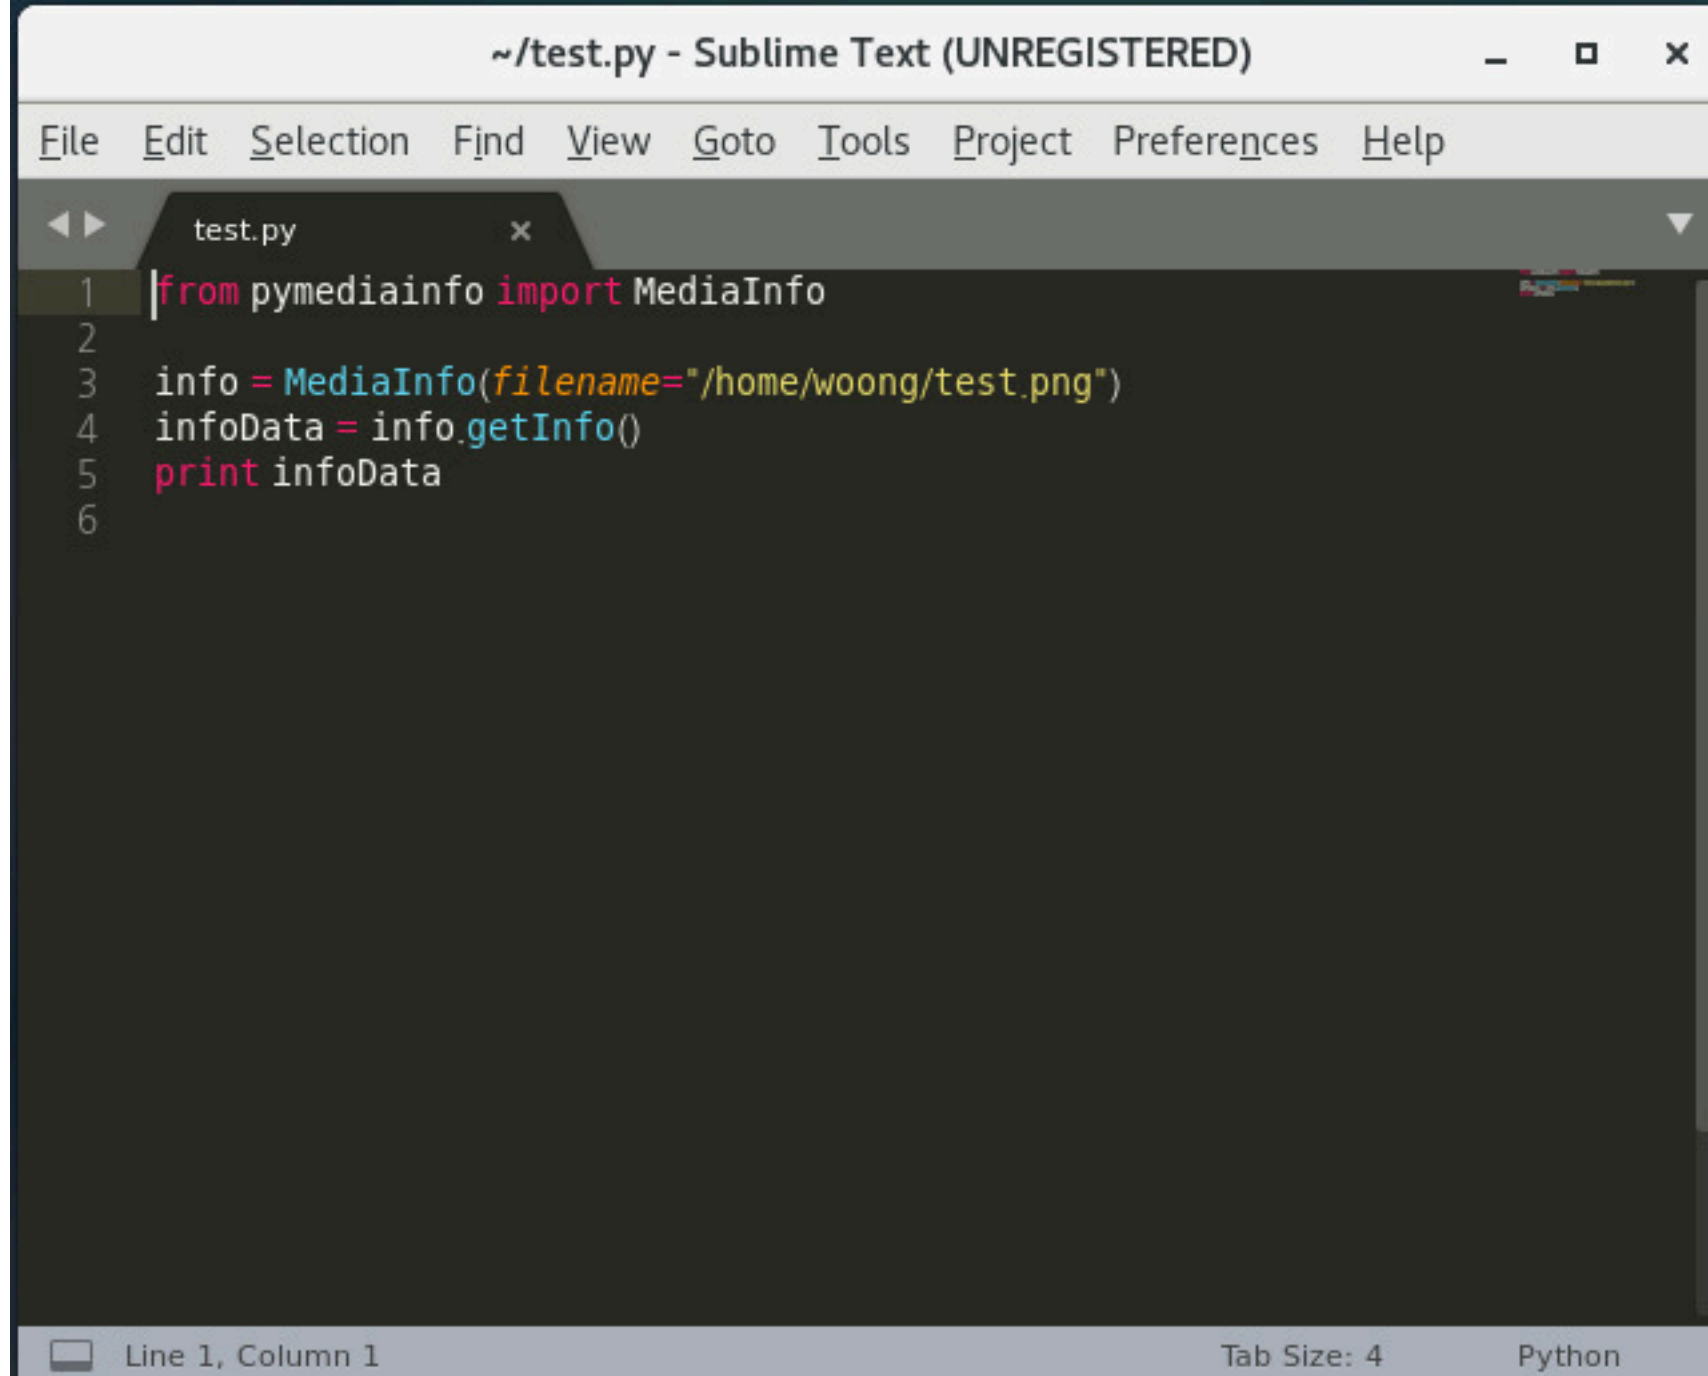 ~/test.py - Sublime Text (UNREGISTERED)
File Edit Selection Find View Goto Tools Project Preferences Help
test.py
1 from pymediainfo import MediaInfo
2
3 info = MediaInfo(filename="/home/woong/test.png")
4 infoData = info.getInfo()
5 print infoData
6
Line 1, Column 1 Tab Size: 4 Python